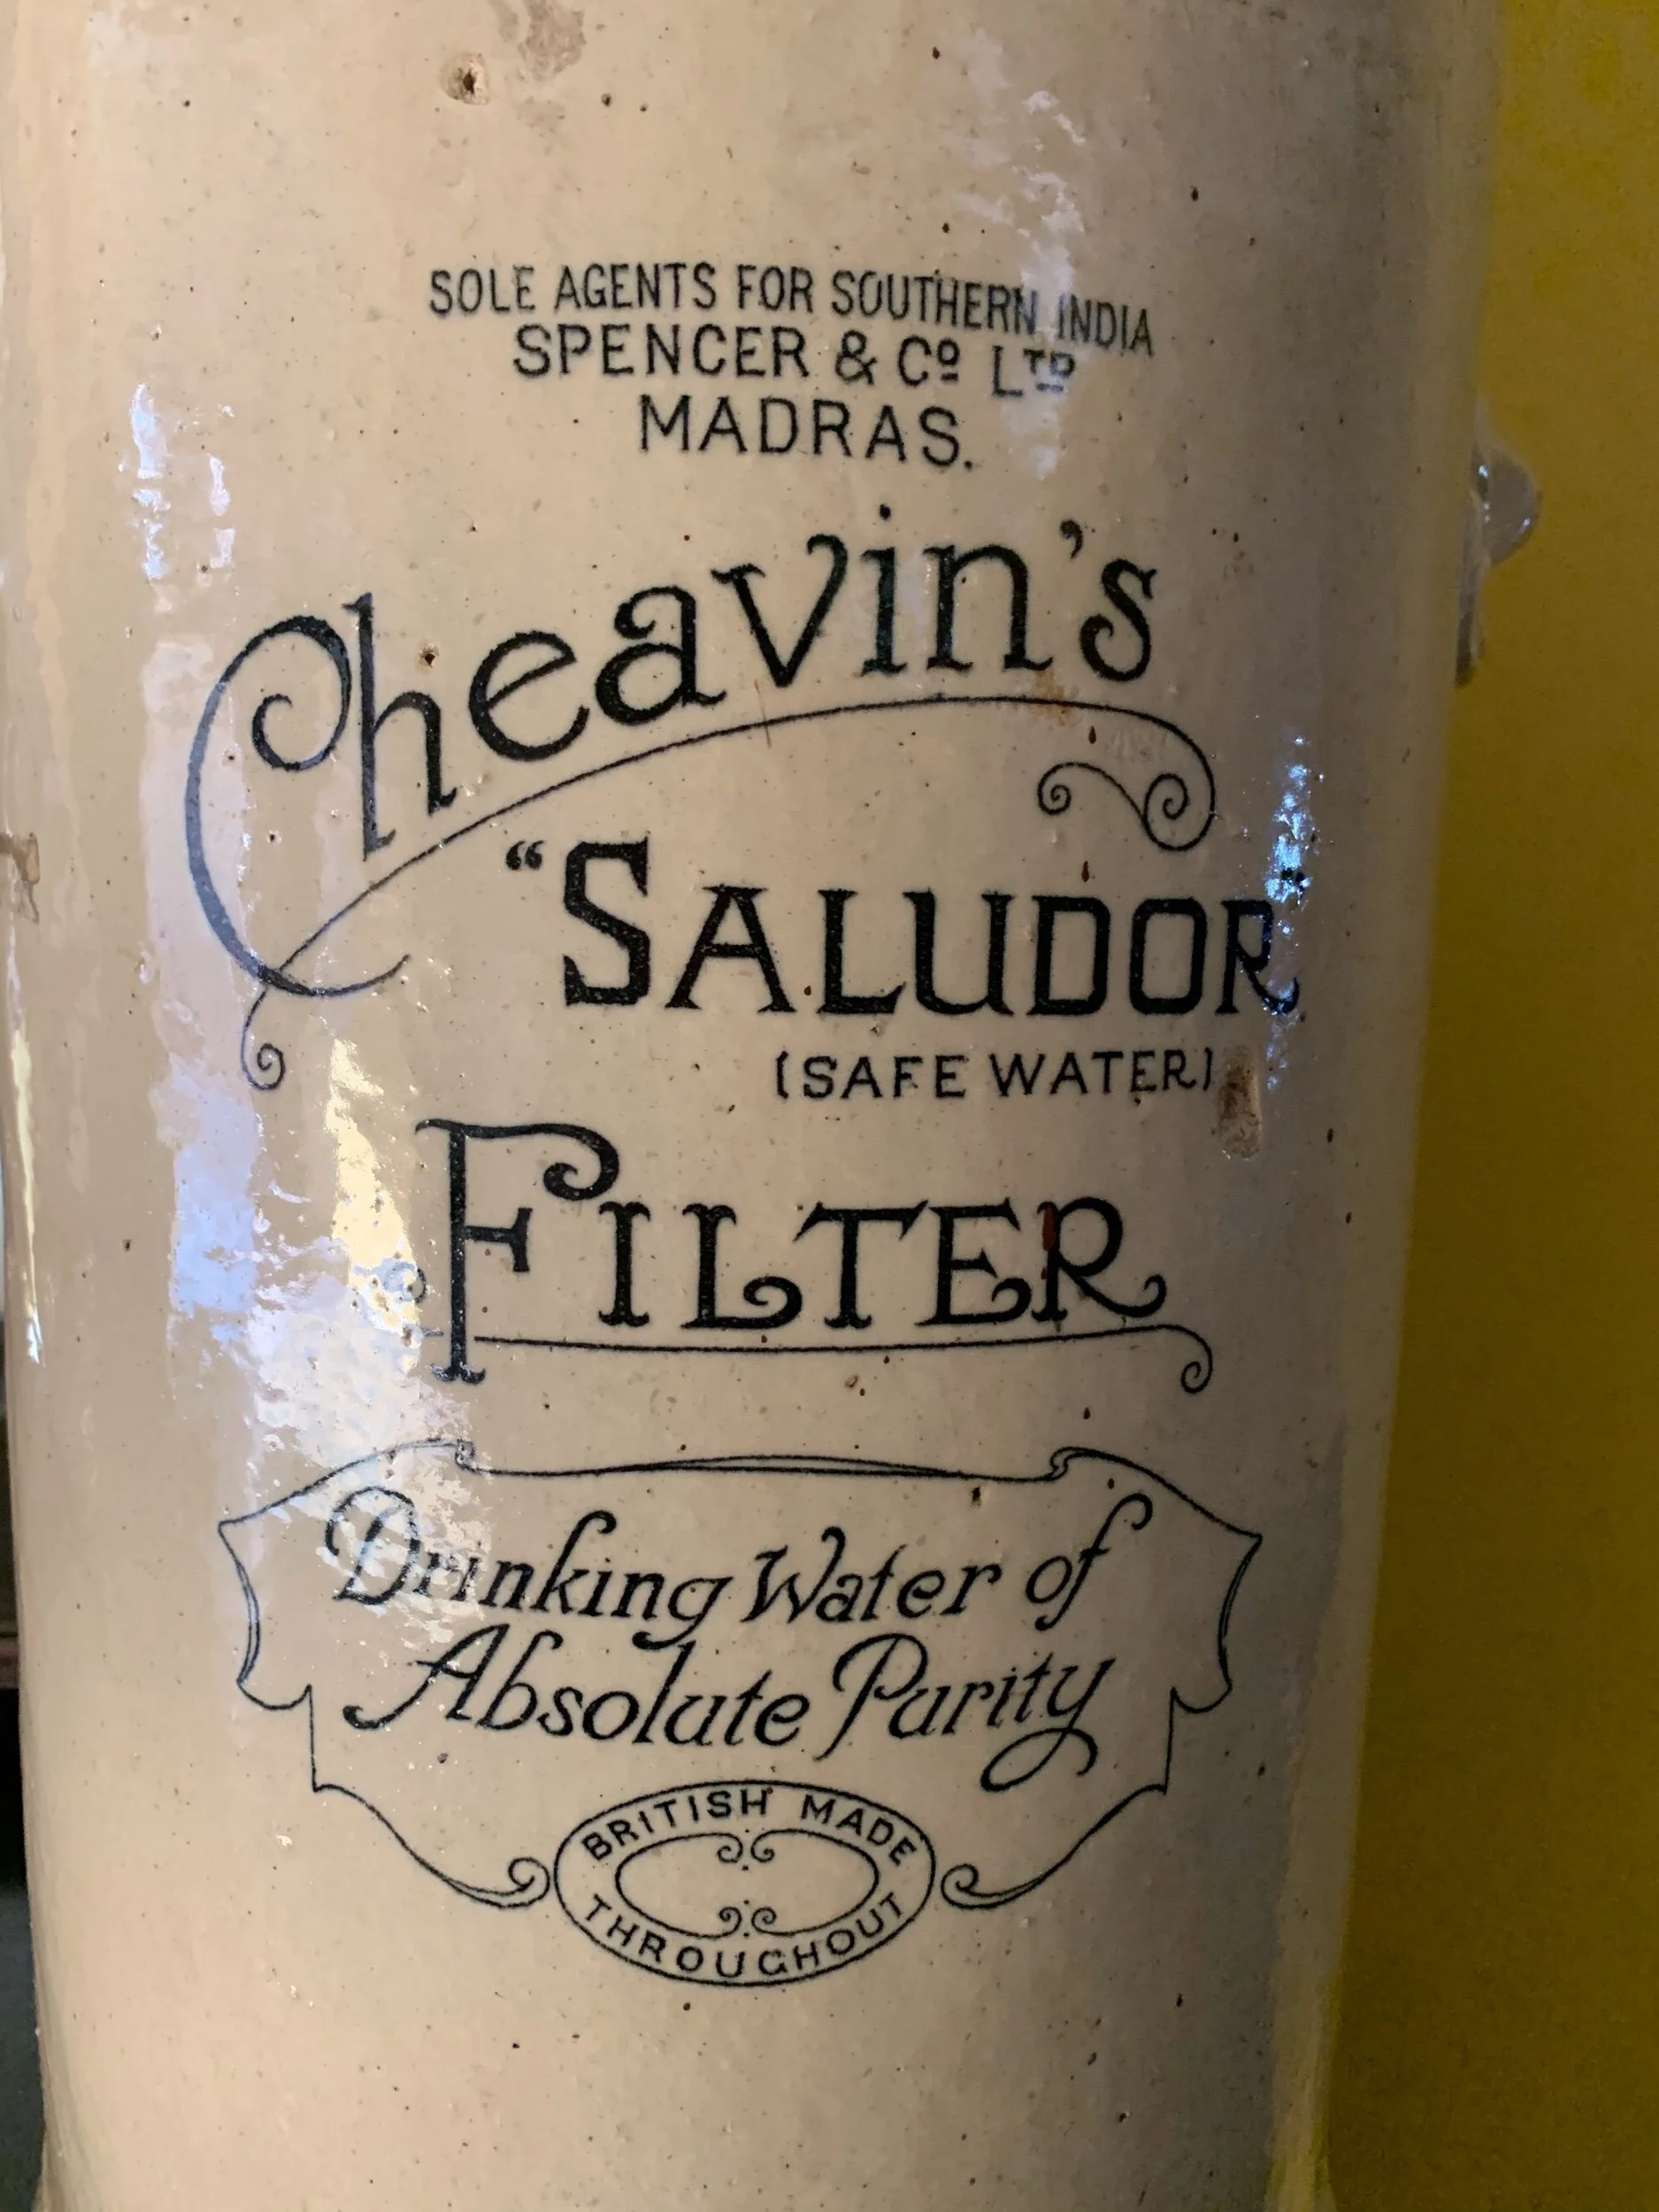 SOLE AGENTS FOR SOUTHERN INDIA
SPENCER & Cº LTD
MADRAS.
Cheavin's
"SALUDOR"
(SAFE WATER)
FILTER
Drinking Water of
Absolute Purity
BRITISH MADE
THROUGHOUT